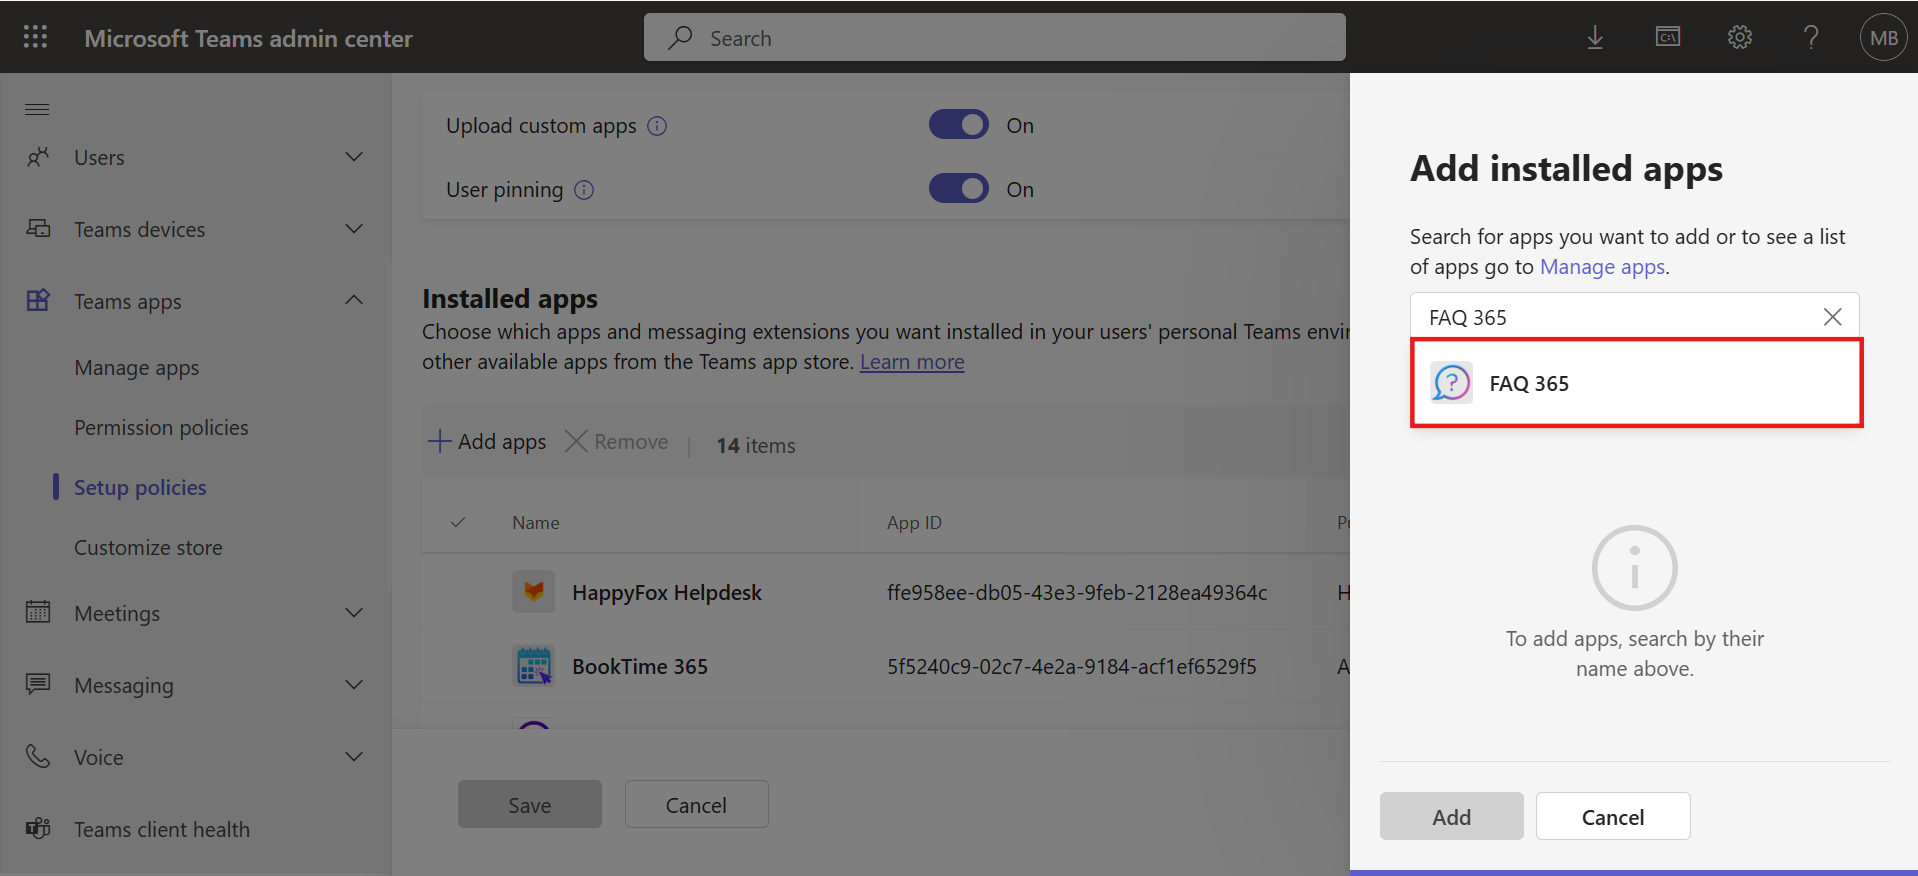 Microsoft Teams admin center
Search
C:\
MB
Users
Teams devices
Teams apps
Manage apps
Permission policies
Setup policies
Customize store
Meetings
Messaging
Voice
Teams client health
Upload custom apps
On
User pinning
On
Installed apps
Choose which apps and messaging extensions you want installed in your users' personal Teams envir
other available apps from the Teams app store. Learn more
Add apps
Remove
14 items
Name
App ID
Pu
HappyFox Helpdesk
ffe958ee-db05-43e3-9feb-2128ea49364c
H
BookTime 365
5f5240c9-02c7-4e2a-9184-acf1ef6529f5
A
Save
Cancel
Add installed apps
Search for apps you want to add or to see a list
of apps go to Manage apps.
FAQ 365
FAQ 365
To add apps, search by their
name above.
Add
Cancel